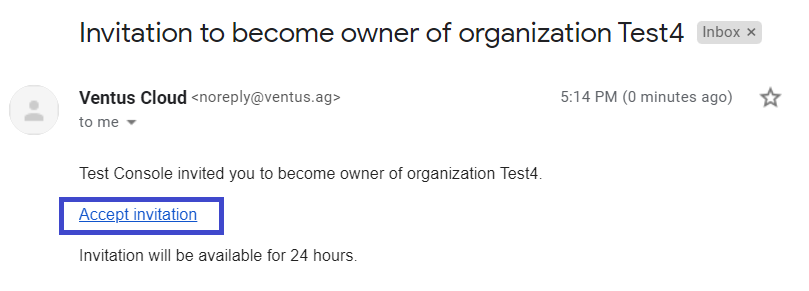 Invitation to become owner of organization Test4 Inbox ×
Ventus Cloud <noreply@ventus.ag> 5:14 PM (0 minutes ago)
to me
Test Console invited you to become owner of organization Test4.
Accept invitation
Invitation will be available for 24 hours.